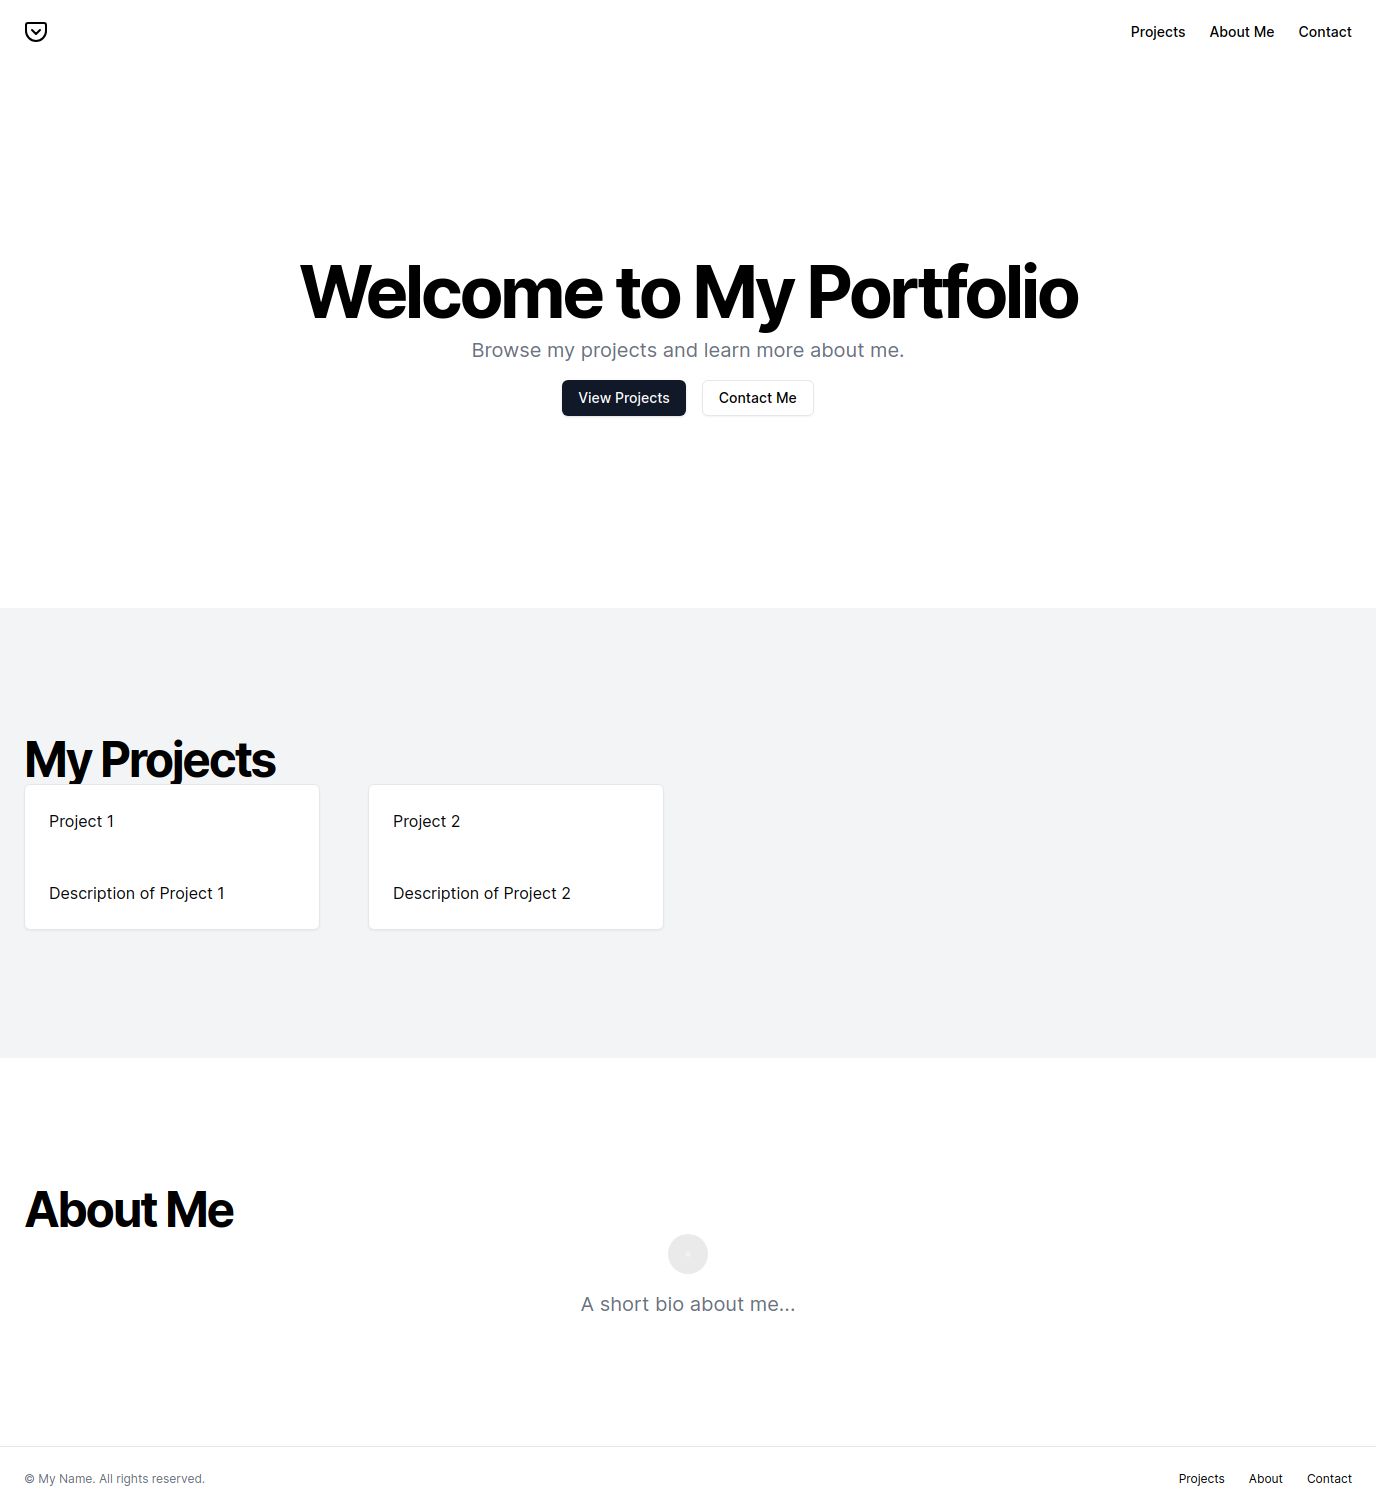 Projects About Me Contact
Welcome to My Portfolio
Browse my projects and learn more about me.
View Projects Contact Me
My Projects
Project 1
Description of Project 1
Project 2
Description of Project 2
About Me
A short bio about me...
© My Name. All rights reserved.
Projects About Contact